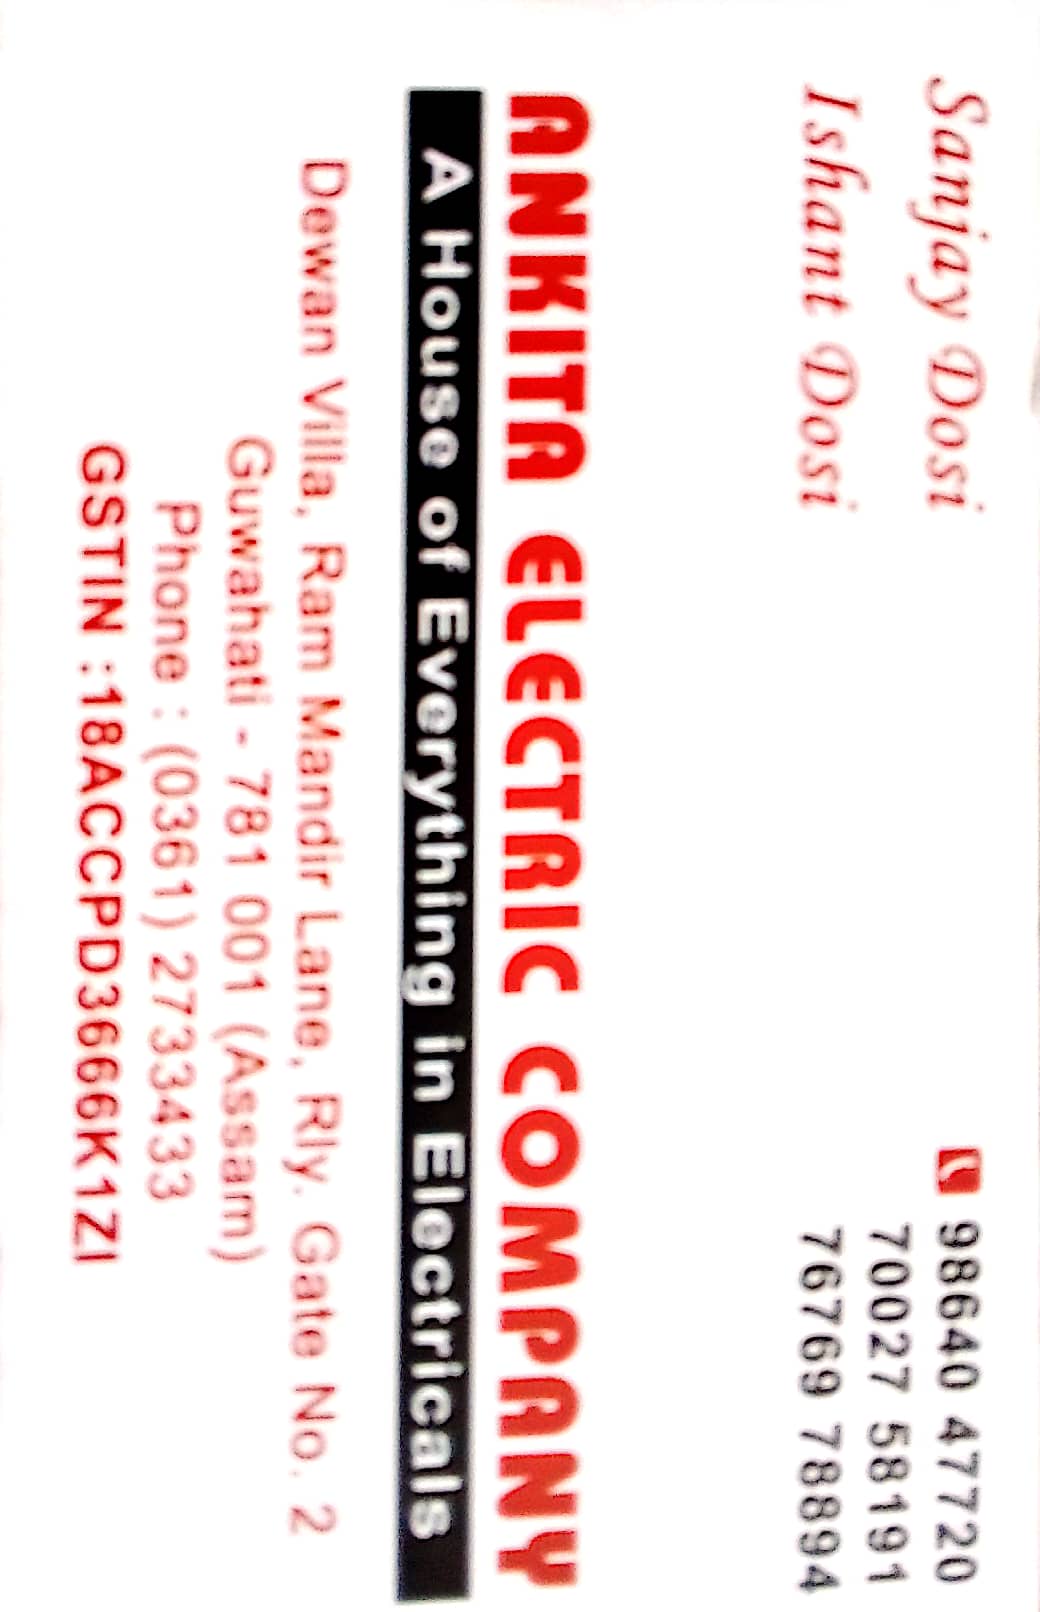 Sanjay Dosi
Ishant Dosi
98640 47720
70027 58191
76769 78894
ANKITA ELECTRIC COMPANY
A House of Everything in Electricals
Dewan Villa, Ram Mandir Lane, Rly. Gate No. 2
Guwahati - 781 001 (Assam)
Phone : (0361) 2733433
GSTIN :18ACCPD3666K1ZI